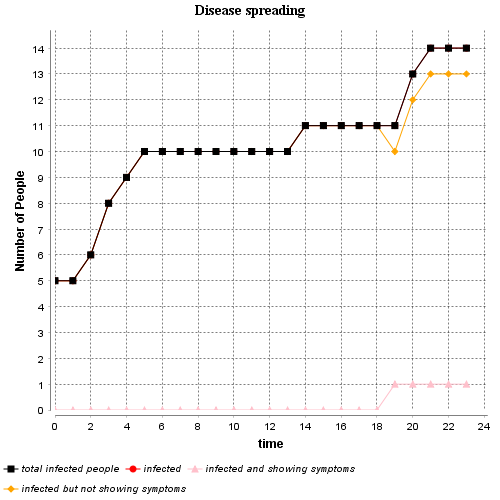 Disease spreading
14
13
12
11
10
9
8
7
6
5
4
3
2
1
0
Number of People
0 2 4 6 8 10 12 14 16 18 20 22 24
time
total infected people infected infected and showing symptoms
infected but not showing symptoms